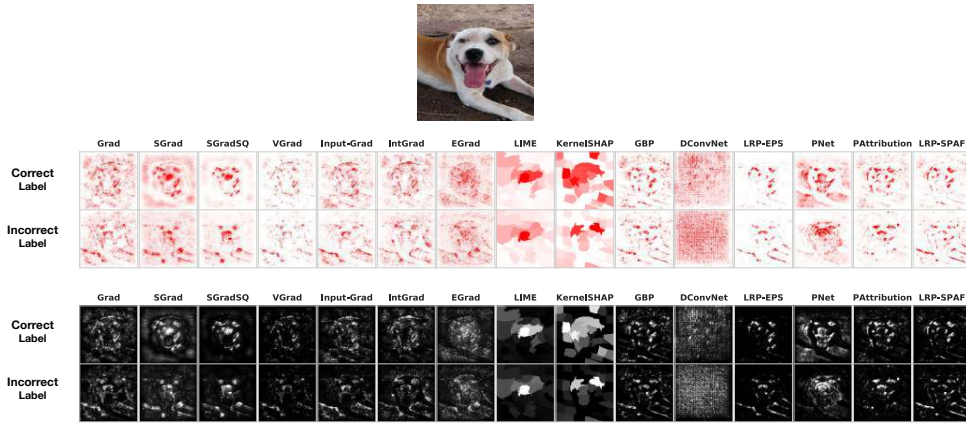 Grad SGrad SGradSQ VGrad Input-Grad IntGrad EGrad LIME KernelSHAP GBP DConvNet LRP-EPS PNet PAttribution LRP-SPAF
Correct
Label
Incorrect
Label
Grad SGrad SGradSQ VGrad Input-Grad IntGrad EGrad LIME KernelSHAP GBP DConvNet LRP-EPS PNet PAttribution LRP-SPAF
Correct
Label
Incorrect
Label